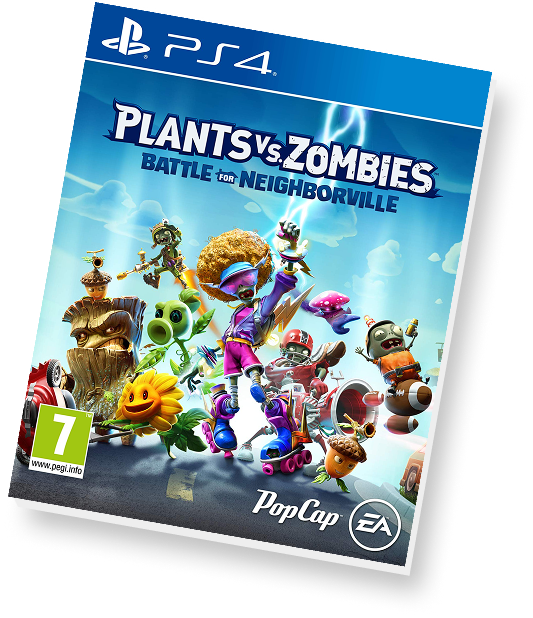 PS4
PLANTS VS. ZOMBIES
BATTLE FOR NEIGHBORVILLE
7
www.pegi.info
PopCap
EA